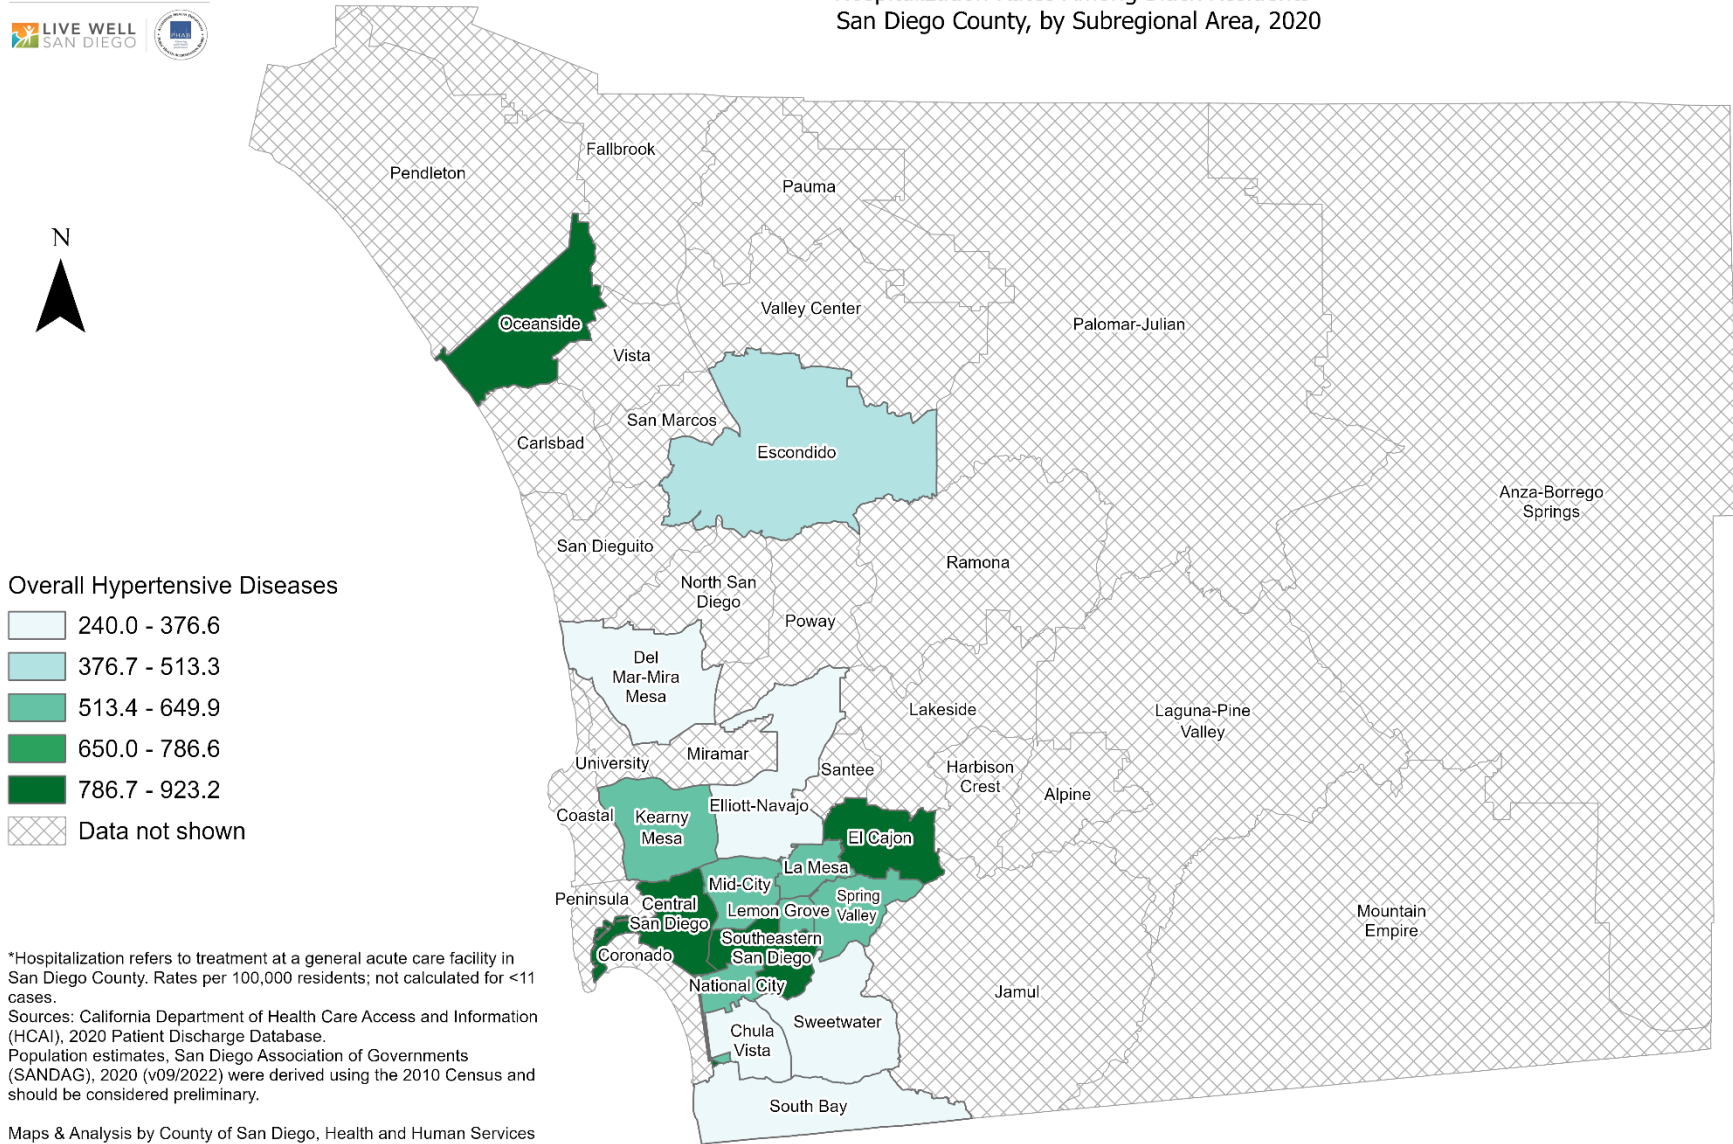 LIVE WELL
SAN DIEGO
PHAB
Hospitalization Rates Among Black Residents
San Diego County, by Subregional Area, 2020
N
Fallbrook
Pendleton
Pauma
Oceanside
Valley Center
Palomar-Julian
Vista
San Marcos
Carlsbad
Escondido
Anza-Borrego
Springs
San Dieguito
Ramona
North San
Diego
Poway
Del
Mar-Mira
Mesa
Lakeside
Laguna-Pine
Valley
Miramar
University
Santee
Harbison
Crest
Alpine
Coastal
Kearny
Mesa
Elliott-Navajo
El Cajon
La Mesa
Mid-City
Peninsula
Central
San Diego
Lemon Grove
Spring
Valley
Mountain
Empire
Coronado
Southeastern
San Diego
National City
Jamul
Chula
Vista
Sweetwater
South Bay
Overall Hypertensive Diseases
240.0 - 376.6
376.7 - 513.3
513.4 - 649.9
650.0 - 786.6
786.7 - 923.2
Data not shown
*Hospitalization refers to treatment at a general acute care facility in
San Diego County. Rates per 100,000 residents; not calculated for <11
cases.
Sources: California Department of Health Care Access and Information
(HCAI), 2020 Patient Discharge Database.
Population estimates, San Diego Association of Governments
(SANDAG), 2020 (v09/2022) were derived using the 2010 Census and
should be considered preliminary.
Maps & Analysis by County of San Diego, Health and Human Services